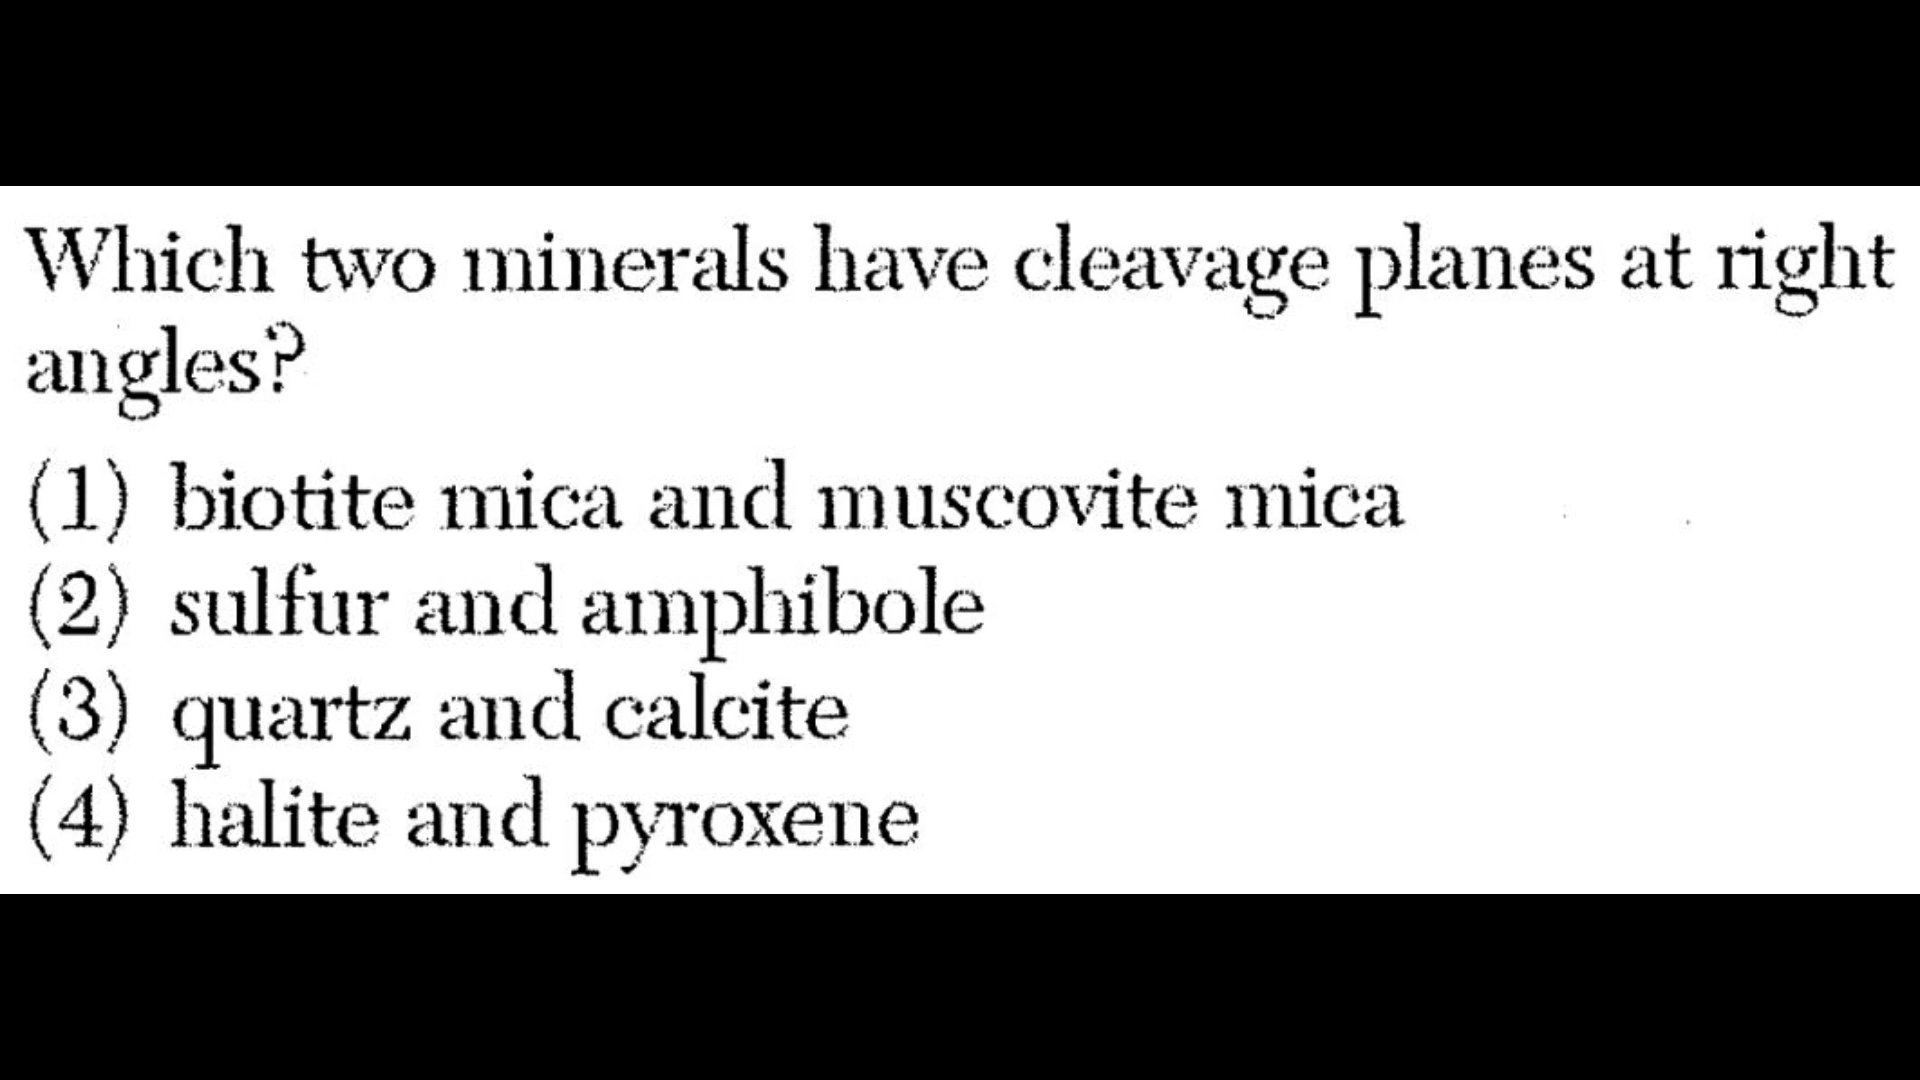 Which two minerals have cleavage planes at right
angles?
(1) biotite mica and muscovite mica
(2) sulfur and amphibole
(3) quartz and calcite
(4) halite and pyroxene